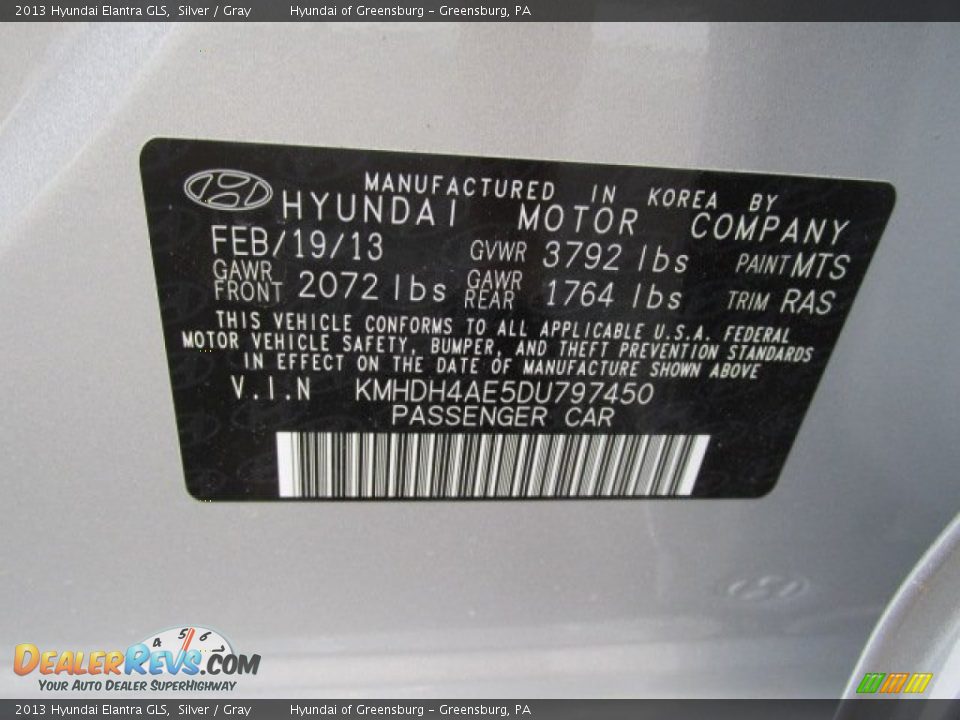 2013 Hyundai Elantra GLS, Silver / Gray Hyundai of Greensburg - Greensburg, PA
MANUFACTURED IN KOREA BY
HYUNDAI MOTOR COMPANY
FEB/19/13 GVWR 3792 lbs PAINT MTS
GAWR FRONT 2072 lbs GAWR REAR 1764 lbs TRIM RAS
THIS VEHICLE CONFORMS TO ALL APPLICABLE U.S.A. FEDERAL
MOTOR VEHICLE SAFETY, BUMPER, AND THEFT PREVENTION STANDARDS
IN EFFECT ON THE DATE OF MANUFACTURE SHOWN ABOVE
V.I.N KMHDH4AE5DU797450
PASSENGER CAR
4 5 6
DEALERREVS.COM
YOUR AUTO DEALER SUPERHIGHWAY
2013 Hyundai Elantra GLS, Silver / Gray Hyundai of Greensburg - Greensburg, PA